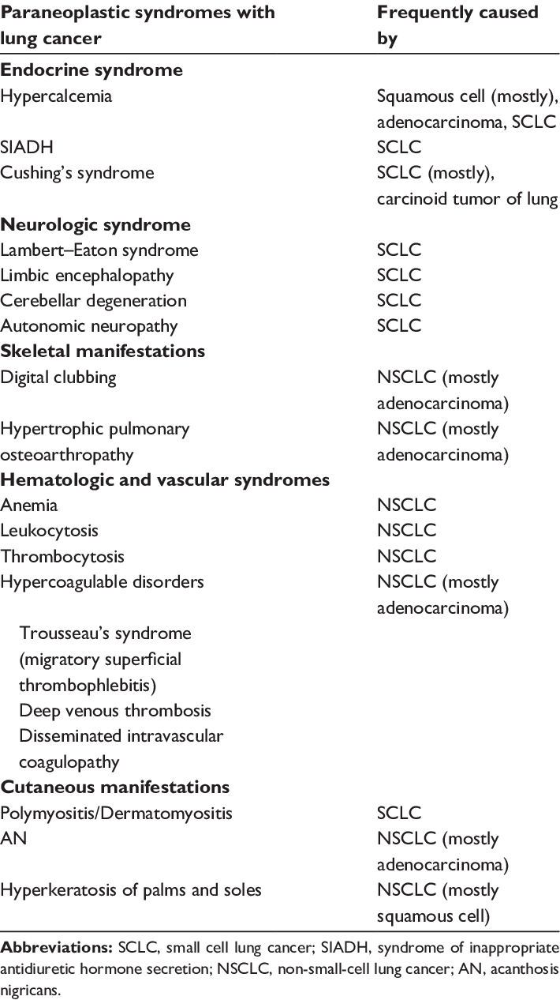 Paraneoplastic syndromes with Frequently caused
lung cancer by
Endocrine syndrome
Hypercalcemia Squamous cell (mostly),
adenocarcinoma, SCLC
SIADH SCLC
Cushing’s syndrome SCLC (mostly),
carcinoid tumor of lung
Neurologic syndrome
Lambert–Eaton syndrome SCLC
Limbic encephalopathy SCLC
Cerebellar degeneration SCLC
Autonomic neuropathy SCLC
Skeletal manifestations
Digital clubbing NSCLC (mostly
adenocarcinoma)
Hypertrophic pulmonary NSCLC (mostly
osteoarthropathy adenocarcinoma)
Hematologic and vascular syndromes
Anemia NSCLC
Leukocytosis NSCLC
Thrombocytosis NSCLC
Hypercoagulable disorders NSCLC (mostly
adenocarcinoma)
Trousseau’s syndrome
(migratory superficial
thrombophlebitis)
Deep venous thrombosis
Disseminated intravascular
coagulopathy
Cutaneous manifestations
Polymyositis/Dermatomyositis SCLC
AN NSCLC (mostly
adenocarcinoma)
Hyperkeratosis of palms and soles NSCLC (mostly
squamous cell)
Abbreviations: SCLC, small cell lung cancer; SIADH, syndrome of inappropriate
antidiuretic hormone secretion; NSCLC, non-small-cell lung cancer; AN, acanthosis
nigricans.